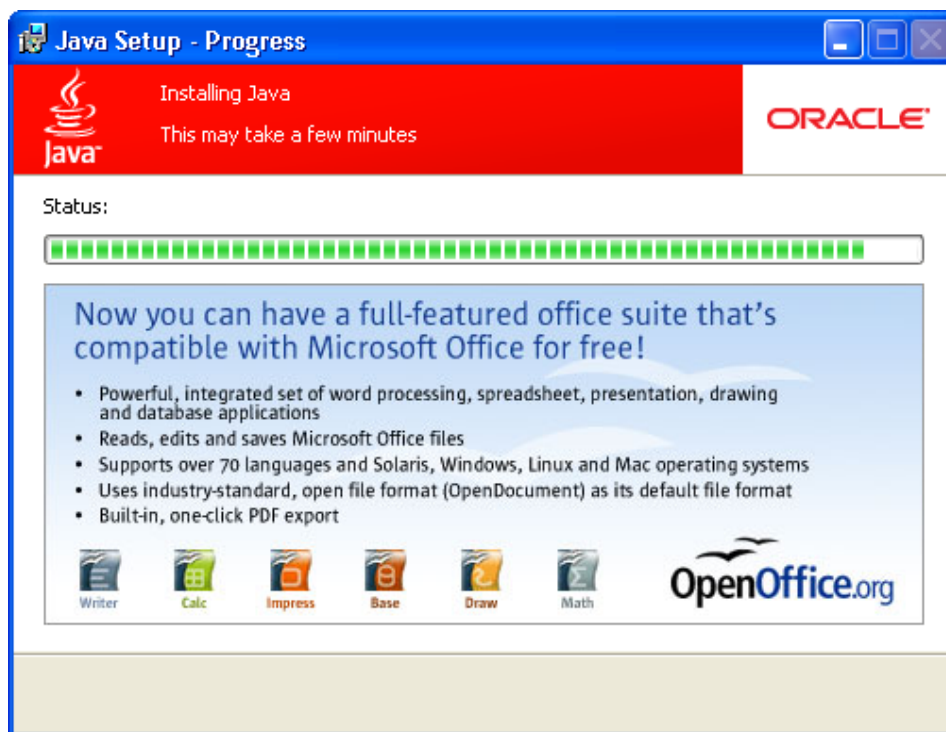 Java Setup - Progress
Installing Java
This may take a few minutes
Java™
ORACLE®
Status:
Now you can have a full-featured office suite that's
compatible with Microsoft Office for free!
• Powerful, integrated set of word processing, spreadsheet, presentation, drawing
and database applications
• Reads, edits and saves Microsoft Office files
• Supports over 70 languages and Solaris, Windows, Linux and Mac operating systems
• Uses industry-standard, open file format (OpenDocument) as its default file format
• Built-in, one-click PDF export
Writer Calc Impress Base Draw Math
OpenOffice.org